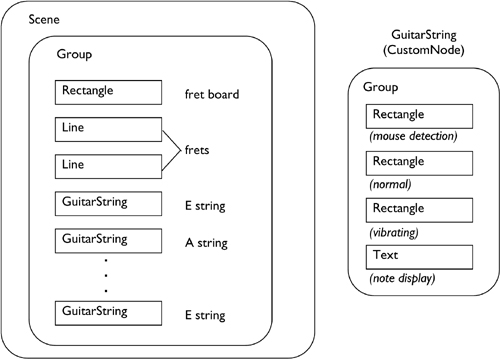 Scene
Group
Rectangle
fret board
Line
frets
Line
GuitarString
E string
GuitarString
A string
GuitarString
E string
GuitarString
(CustomNode)
Group
Rectangle
(mouse detection)
Rectangle
(normal)
Rectangle
(vibrating)
Text
(note display)